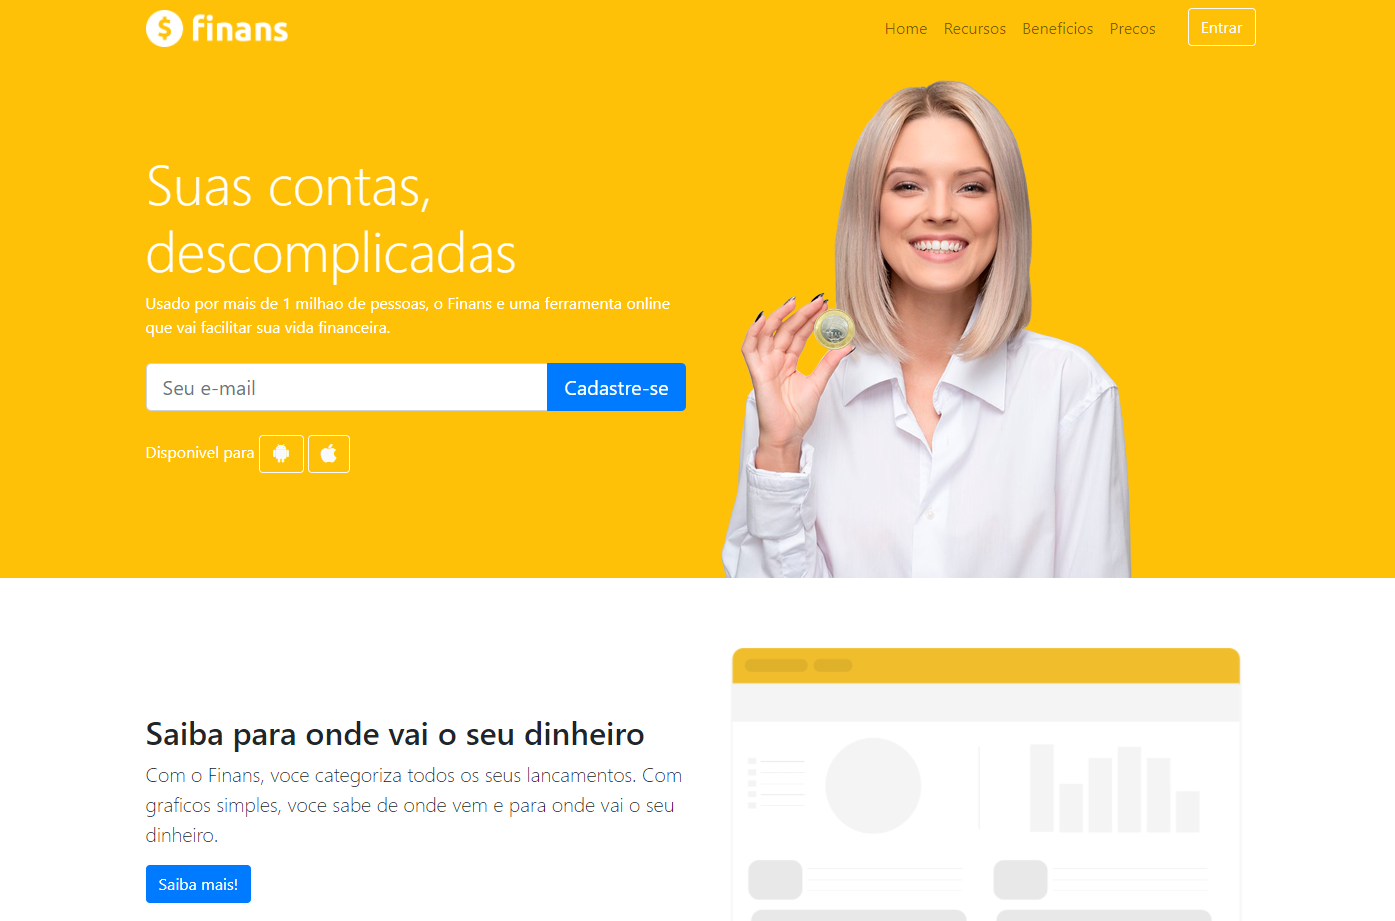 finans
Home Recursos Beneficios Precos Entrar
Suas contas,
descomplicadas
Usado por mais de 1 milhao de pessoas, o Finans e uma ferramenta online
que vai facilitar sua vida financeira.
Seu e-mail Cadastre-se
Disponivel para
Saiba para onde vai o seu dinheiro
Com o Finans, voce categoriza todos os seus lancamentos. Com
graficos simples, voce sabe de onde vem e para onde vai o seu
dinheiro.
Saiba mais!